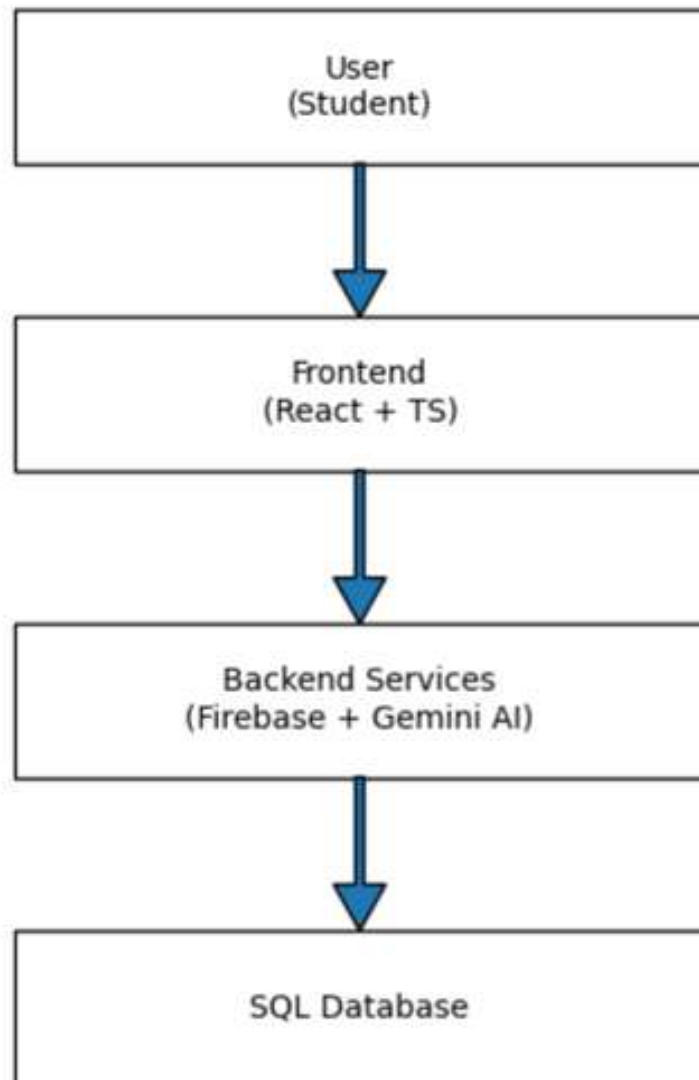 User
(Student)
Frontend
(React + TS)
Backend Services
(Firebase + Gemini AI)
SQL Database